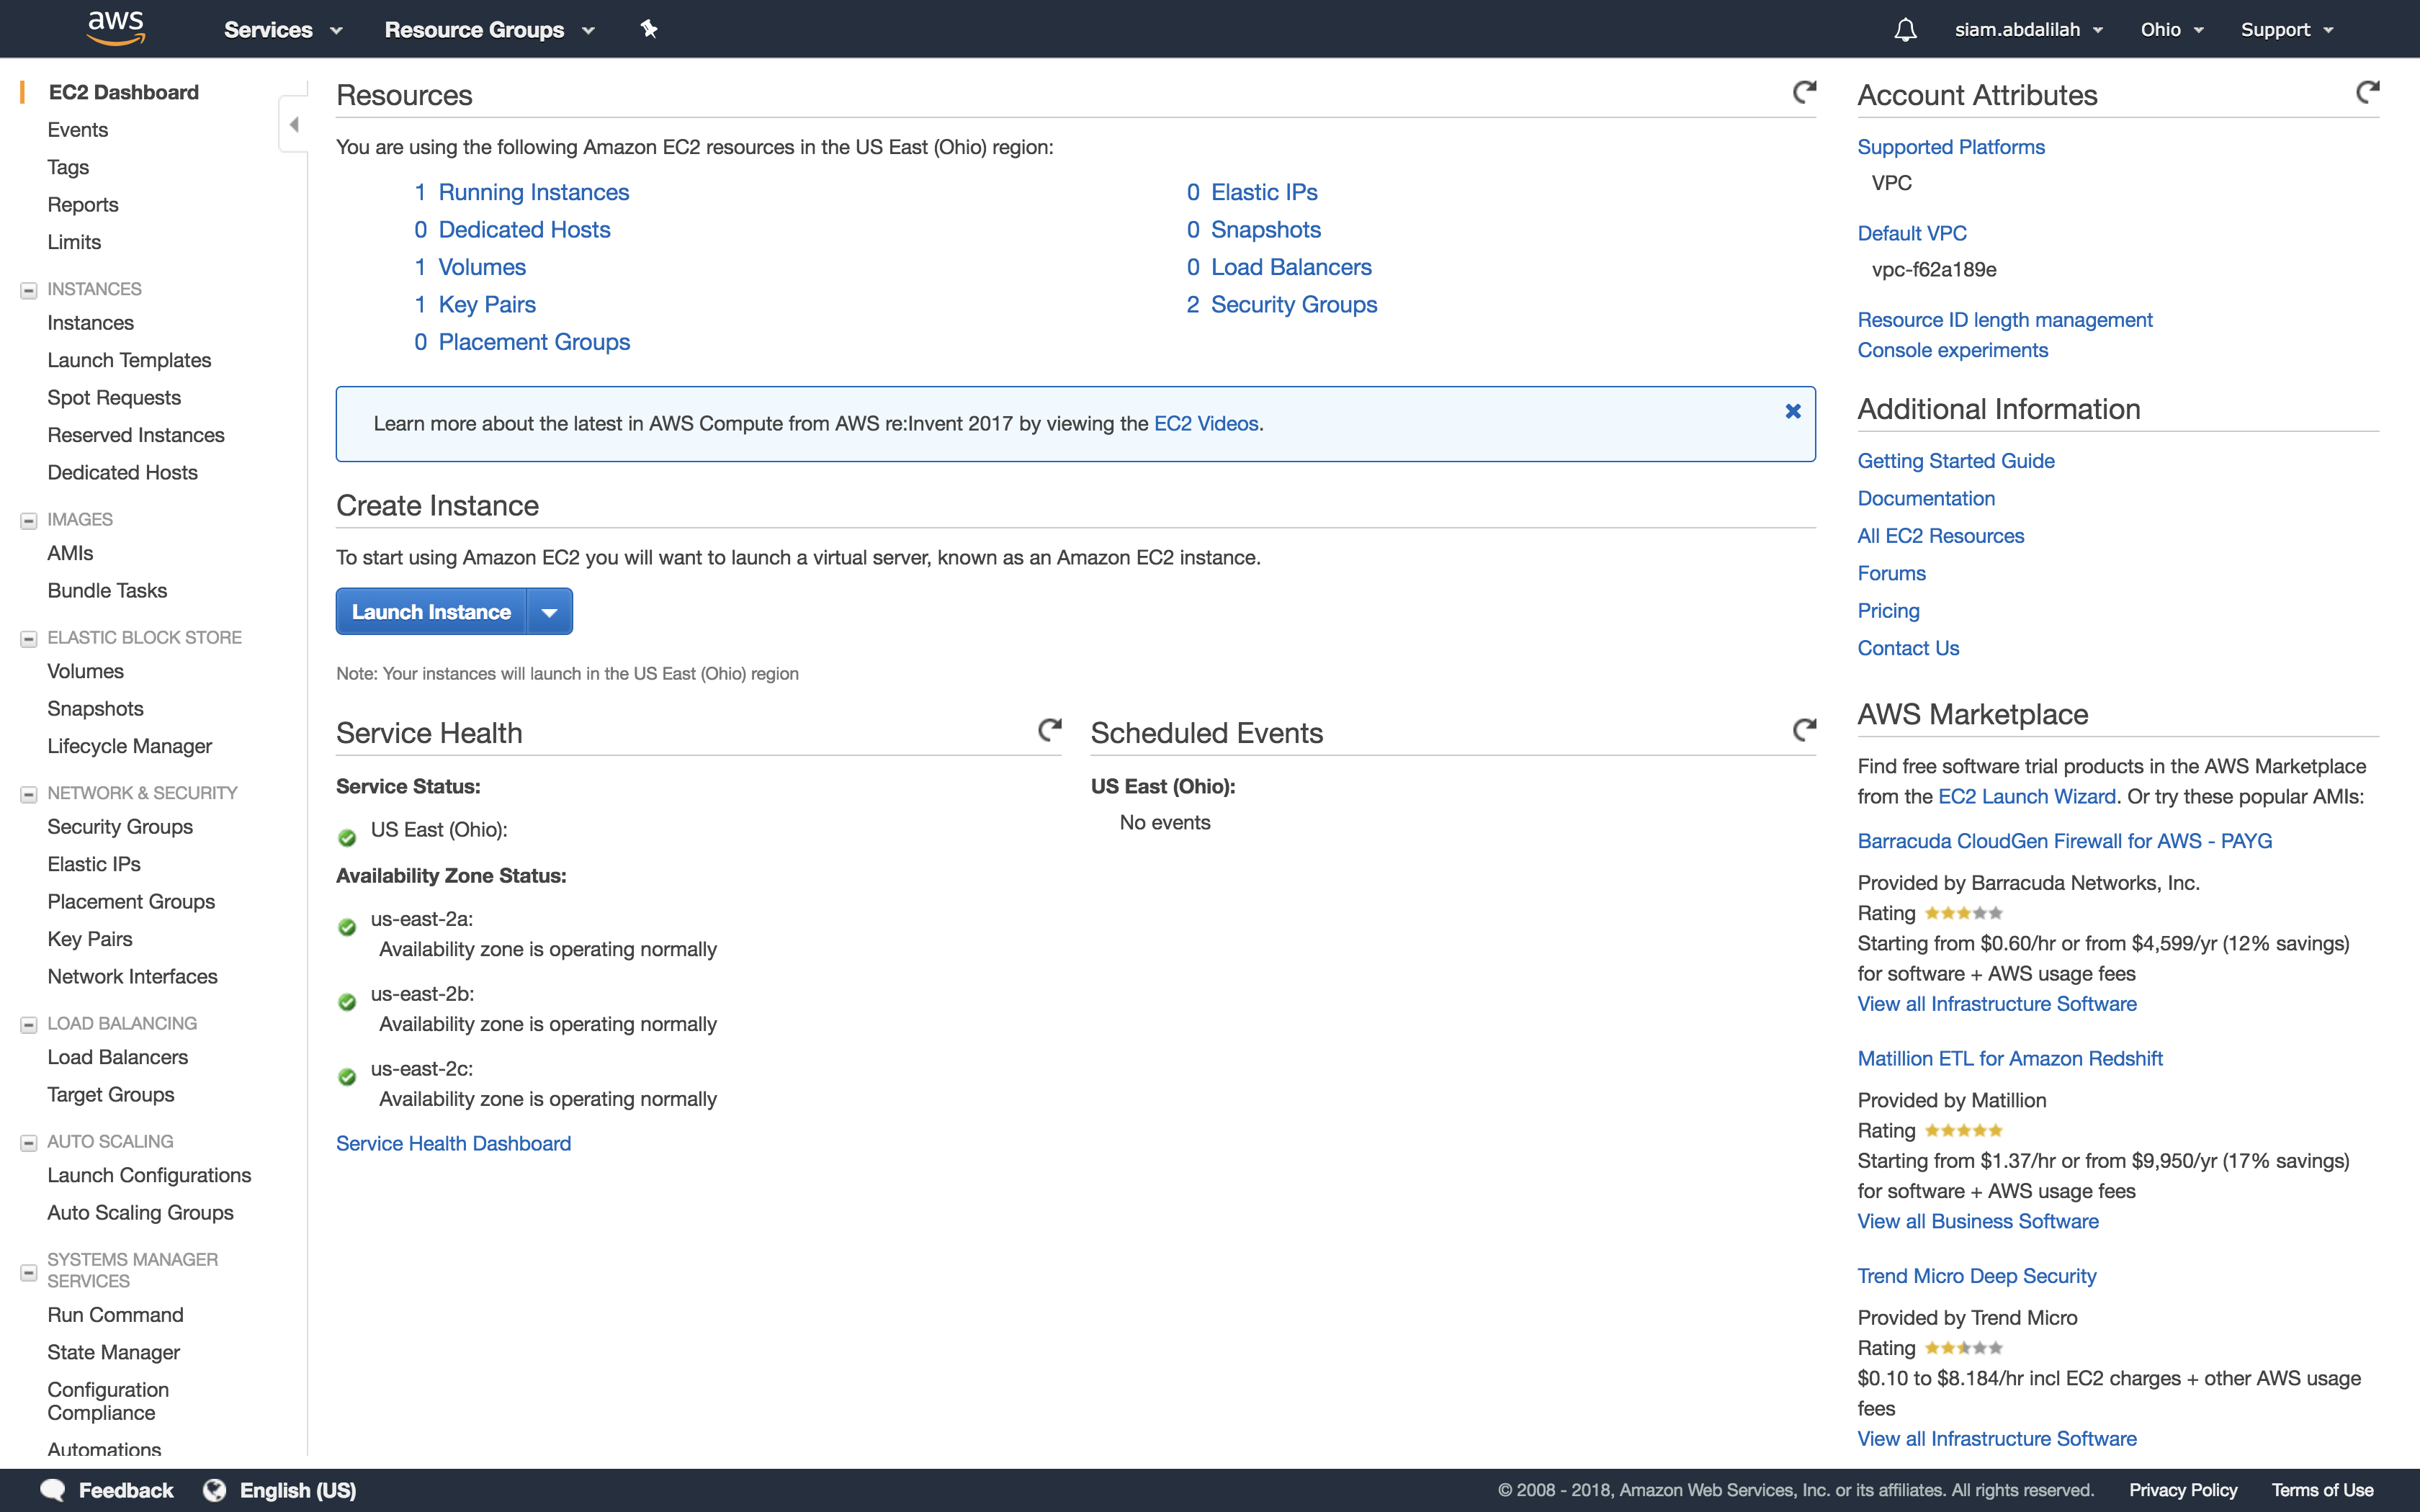 aws
Services
Resource Groups
siam.abdalilah
Ohio
Support
EC2 Dashboard
Events
Tags
Reports
Limits
INSTANCES
Instances
Launch Templates
Spot Requests
Reserved Instances
Dedicated Hosts
IMAGES
AMIs
Bundle Tasks
ELASTIC BLOCK STORE
Volumes
Snapshots
Lifecycle Manager
NETWORK & SECURITY
Security Groups
Elastic IPs
Placement Groups
Key Pairs
Network Interfaces
LOAD BALANCING
Load Balancers
Target Groups
AUTO SCALING
Launch Configurations
Auto Scaling Groups
SYSTEMS MANAGER
SERVICES
Run Command
State Manager
Configuration
Compliance
Automations
Resources
You are using the following Amazon EC2 resources in the US East (Ohio) region:
1 Running Instances
0 Dedicated Hosts
1 Volumes
1 Key Pairs
0 Placement Groups
0 Elastic IPs
0 Snapshots
0 Load Balancers
2 Security Groups
Learn more about the latest in AWS Compute from AWS re:Invent 2017 by viewing the EC2 Videos.
Create Instance
To start using Amazon EC2 you will want to launch a virtual server, known as an Amazon EC2 instance.
Launch Instance
Note: Your instances will launch in the US East (Ohio) region
Service Health
Service Status:
US East (Ohio):
Availability Zone Status:
us-east-2a:
Availability zone is operating normally
us-east-2b:
Availability zone is operating normally
us-east-2c:
Availability zone is operating normally
Service Health Dashboard
Scheduled Events
US East (Ohio):
No events
Account Attributes
Supported Platforms
VPC
Default VPC
vpc-f62a189e
Resource ID length management
Console experiments
Additional Information
Getting Started Guide
Documentation
All EC2 Resources
Forums
Pricing
Contact Us
AWS Marketplace
Find free software trial products in the AWS Marketplace
from the EC2 Launch Wizard. Or try these popular AMIs:
Barracuda CloudGen Firewall for AWS - PAYG
Provided by Barracuda Networks, Inc.
Rating
Starting from $0.60/hr or from $4,599/yr (12% savings)
for software + AWS usage fees
View all Infrastructure Software
Matillion ETL for Amazon Redshift
Provided by Matillion
Rating
Starting from $1.37/hr or from $9,950/yr (17% savings)
for software + AWS usage fees
View all Business Software
Trend Micro Deep Security
Provided by Trend Micro
Rating
$0.10 to $8.184/hr incl EC2 charges + other AWS usage
fees
View all Infrastructure Software
Feedback
English (US)
© 2008 - 2018, Amazon Web Services, Inc. or its affiliates. All rights reserved.
Privacy Policy
Terms of Use